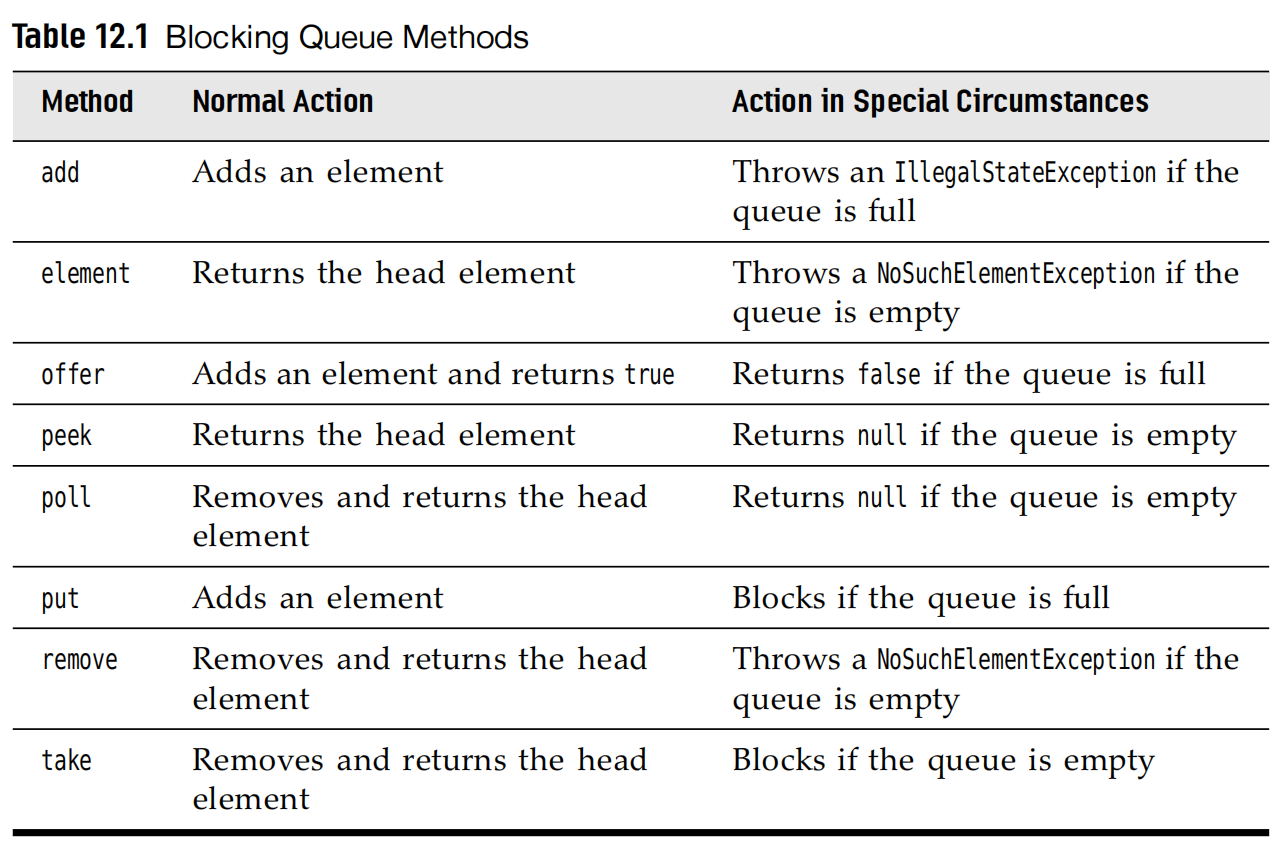 Table 12.1 Blocking Queue Methods
Method Normal Action Action in Special Circumstances
add Adds an element Throws an IllegalStateException if the
queue is full
element Returns the head element Throws a NoSuchElementException if the
queue is empty
offer Adds an element and returns true Returns false if the queue is full
peek Returns the head element Returns null if the queue is empty
poll Removes and returns the head Returns null if the queue is empty
element
put Adds an element Blocks if the queue is full
remove Removes and returns the head Throws a NoSuchElementException if the
element queue is empty
take Removes and returns the head Blocks if the queue is empty
element